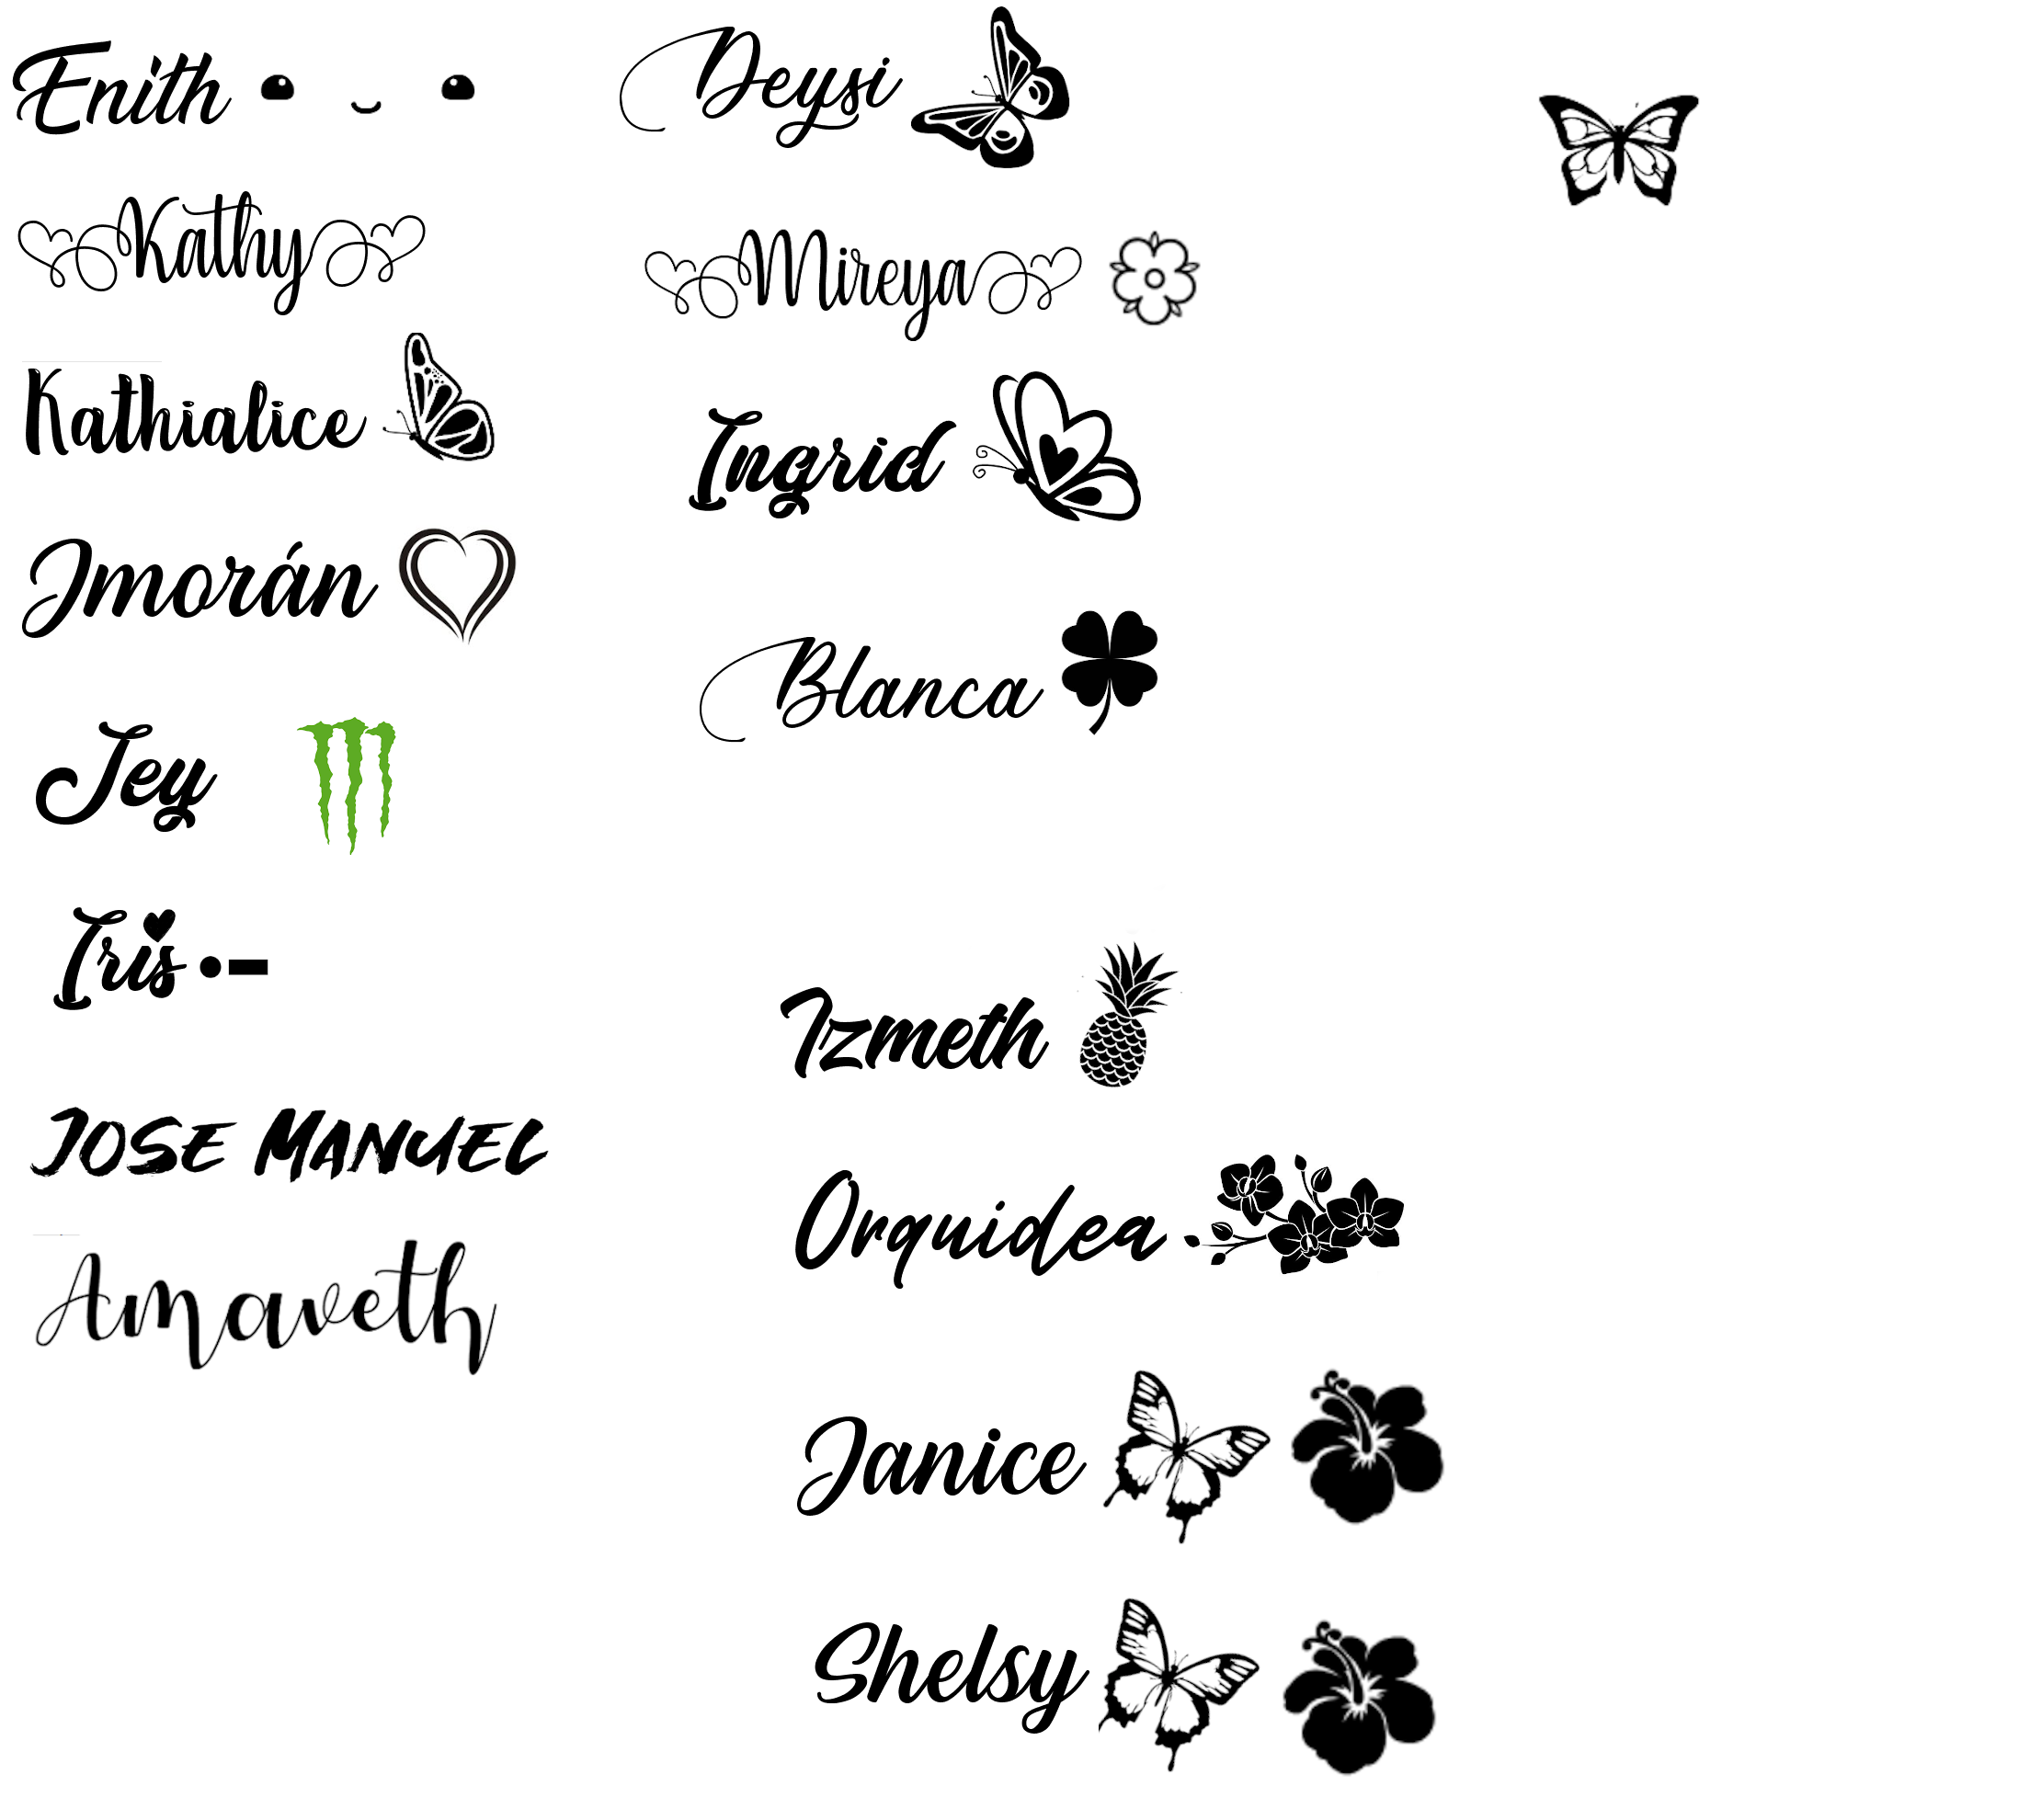 Enith
Kathy
Kathialice
Jmorán
Jey
Iris
JOSE MANUEL
Amaveth
Deysi
Mireya
Ingrid
Blanca
Izmeth
Orquidea
Janice
Shelsy